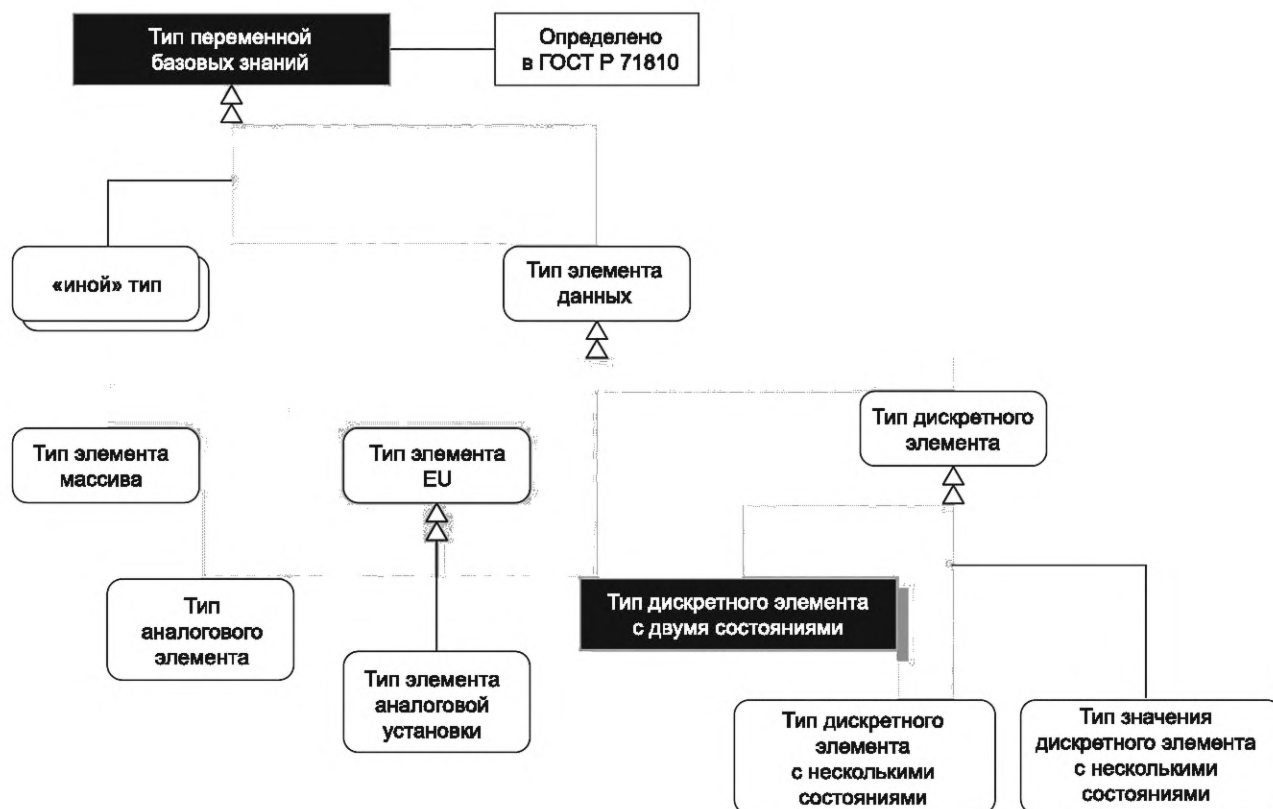 Тип переменной
базовых знаний
Определено
в ГОСТ Р 71810
«иной» тип
Тип элемента
данных
Тип элемента
массива
Тип элемента
EU
Тип дискретного
элемента
Тип
аналогового
элемента
Тип элемента
аналоговой
установки
Тип дискретного элемента
с двумя состояниями
Тип дискретного
элемента
с несколькими
состояниями
Тип значения
дискретного элемента
с несколькими
состояниями